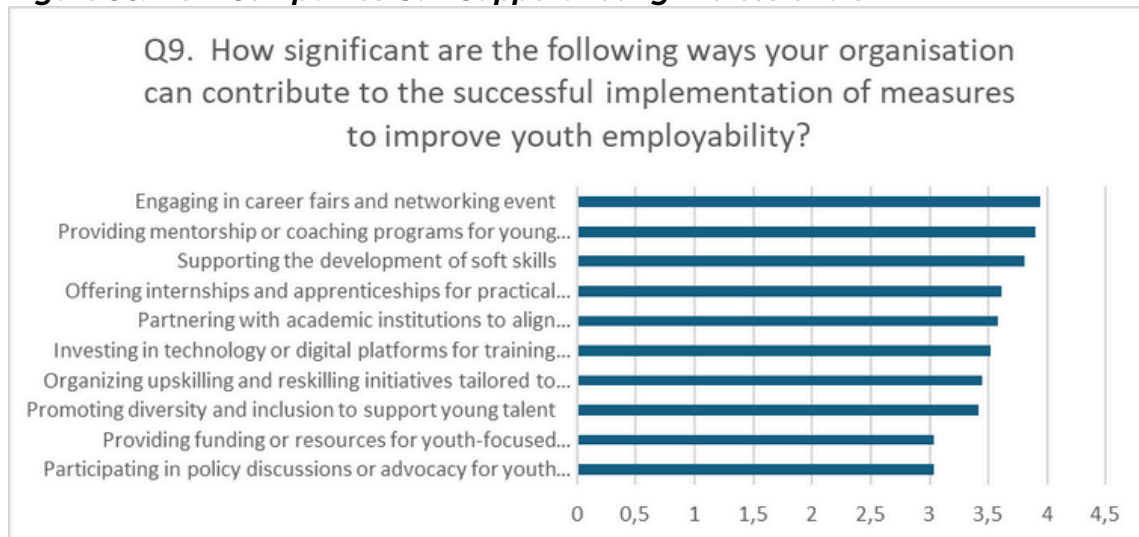 Q9. How significant are the following ways your organisation
can contribute to the successful implementation of measures
to improve youth employability?
Engaging in career fairs and networking event
Providing mentorship or coaching programs for young...
Supporting the development of soft skills
Offering internships and apprenticeships for practical...
Partnering with academic institutions to align...
Investing in technology or digital platforms for training...
Organizing upskilling and reskilling initiatives tailored to...
Promoting diversity and inclusion to support young talent
Providing funding or resources for youth-focused...
Participating in policy discussions or advocacy for youth...
0 0,5 1 1,5 2 2,5 3 3,5 4 4,5